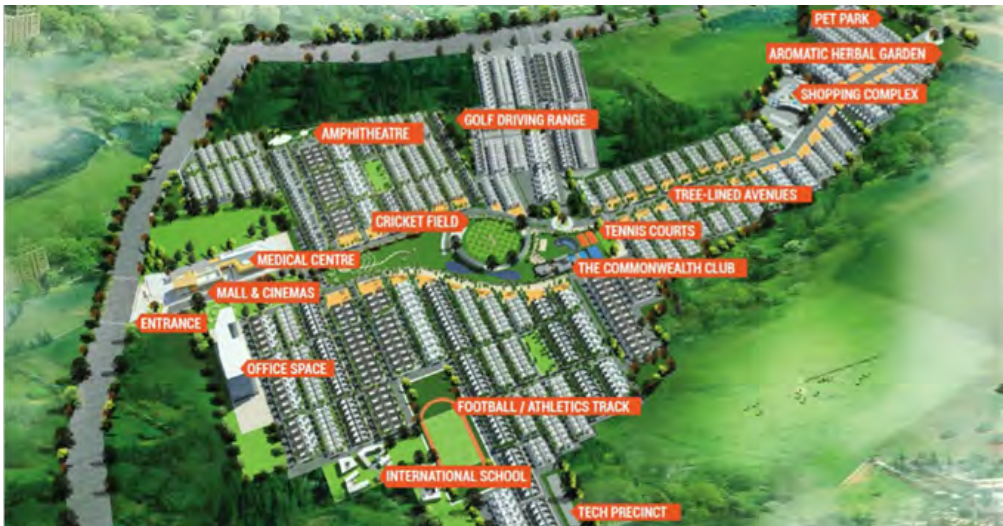 PET PARK
AROMATIC HERBAL GARDEN
SHOPPING COMPLEX
GOLF DRIVING RANGE
AMPHITHEATRE
TREE-LINED AVENUES
CRICKET FIELD
TENNIS COURTS
MEDICAL CENTRE
THE COMMONWEALTH CLUB
MALL & CINEMAS
ENTRANCE
OFFICE SPACE
FOOTBALL / ATHLETICS TRACK
INTERNATIONAL SCHOOL
TECH PRECINCT